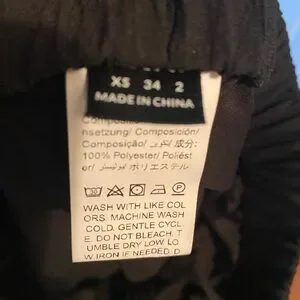 XS 34 2
MADE IN CHINA
nsetzung/ Composición/
Composição/ 成分:
100% Polyester/ Poliést
er/ ポリエステル
WASH WITH LIKE COL
ORS. MACHINE WASH
COLD. GENTLE CYCL
E. DO NOT BLEACH. T
UMBLE DRY LOW. LO
W IRON IF NEEDED. D